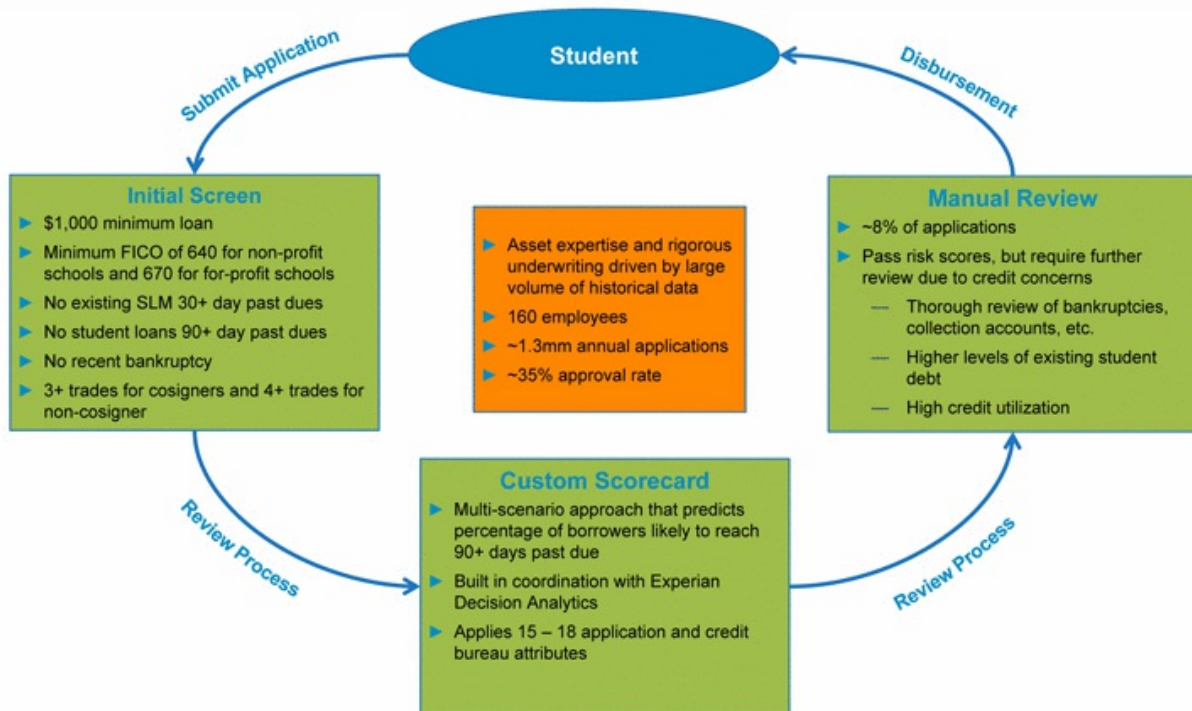 Student
Submit Application
Disbursement
Initial Screen
► $1,000 minimum loan
► Minimum FICO of 640 for non-profit
schools and 670 for for-profit schools
► No existing SLM 30+ day past dues
► No student loans 90+ day past dues
► No recent bankruptcy
► 3+ trades for cosigners and 4+ trades for
non-cosigner
► Asset expertise and rigorous
underwriting driven by large
volume of historical data
► 160 employees
► ~1.3mm annual applications
► ~35% approval rate
Manual Review
► ~8% of applications
► Pass risk scores, but require further
review due to credit concerns
— Thorough review of bankruptcies,
collection accounts, etc.
— Higher levels of existing student
debt
— High credit utilization
Review Process
Custom Scorecard
► Multi-scenario approach that predicts
percentage of borrowers likely to reach
90+ days past due
► Built in coordination with Experian
Decision Analytics
► Applies 15 – 18 application and credit
bureau attributes
Review Process